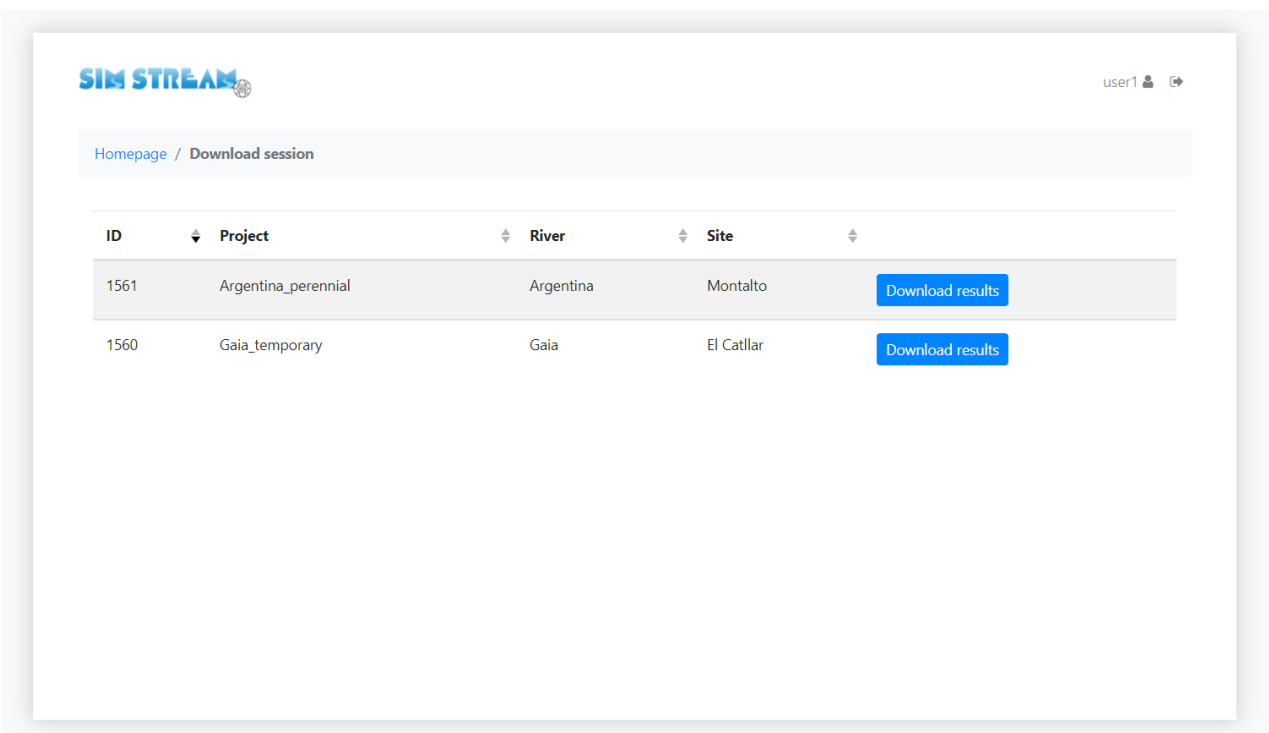 SIM STREAM
user1
Homepage / Download session
ID Project River Site
1561 Argentina_perennial Argentina Montalto Download results
1560 Gaia_temporary Gaia El Catllar Download results